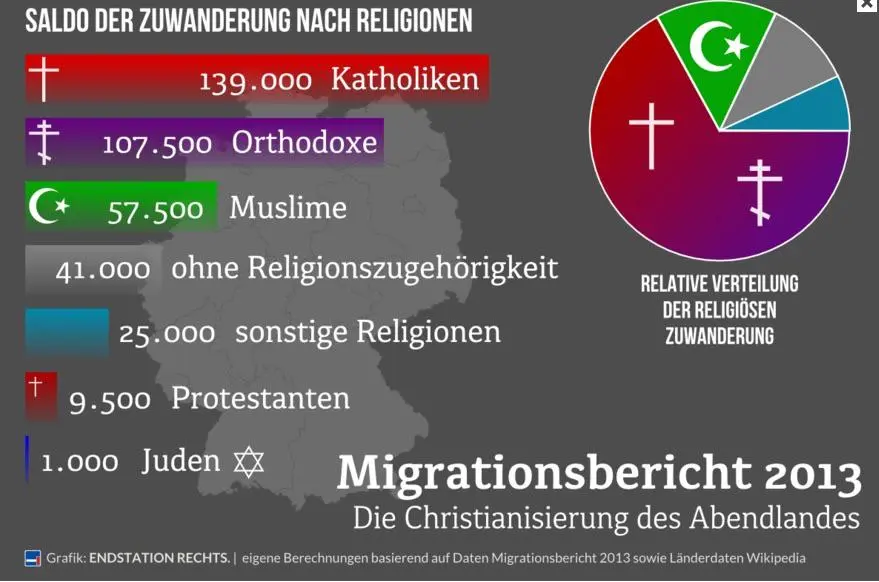 SALDO DER ZUWANDERUNG NACH RELIGIONEN
139.000 Katholiken
107.500 Orthodoxe
57.500 Muslime
41.000 ohne Religionszugehörigkeit
25.000 sonstige Religionen
9.500 Protestanten
1.000 Juden
RELATIVE VERTEILUNG
DER RELIGIÖSEN
ZUWANDERUNG
Migrationsbericht 2013
Die Christianisierung des Abendlandes
Grafik: ENDSTATION RECHTS. | eigene Berechnungen basierend auf Daten Migrationsbericht 2013 sowie Länderdaten Wikipedia